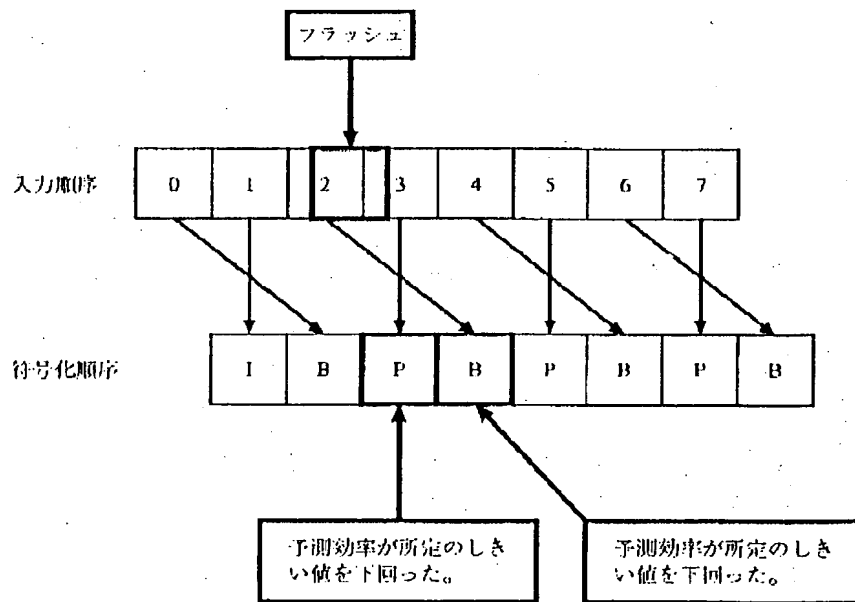 フラッシュ
入力順序
0 1 2 3 4 5 6 7
符号化順序
I B P B P B P B
予測効率が所定のしき
い値を下回った。
予測効率が所定のしき
い値を下回った。